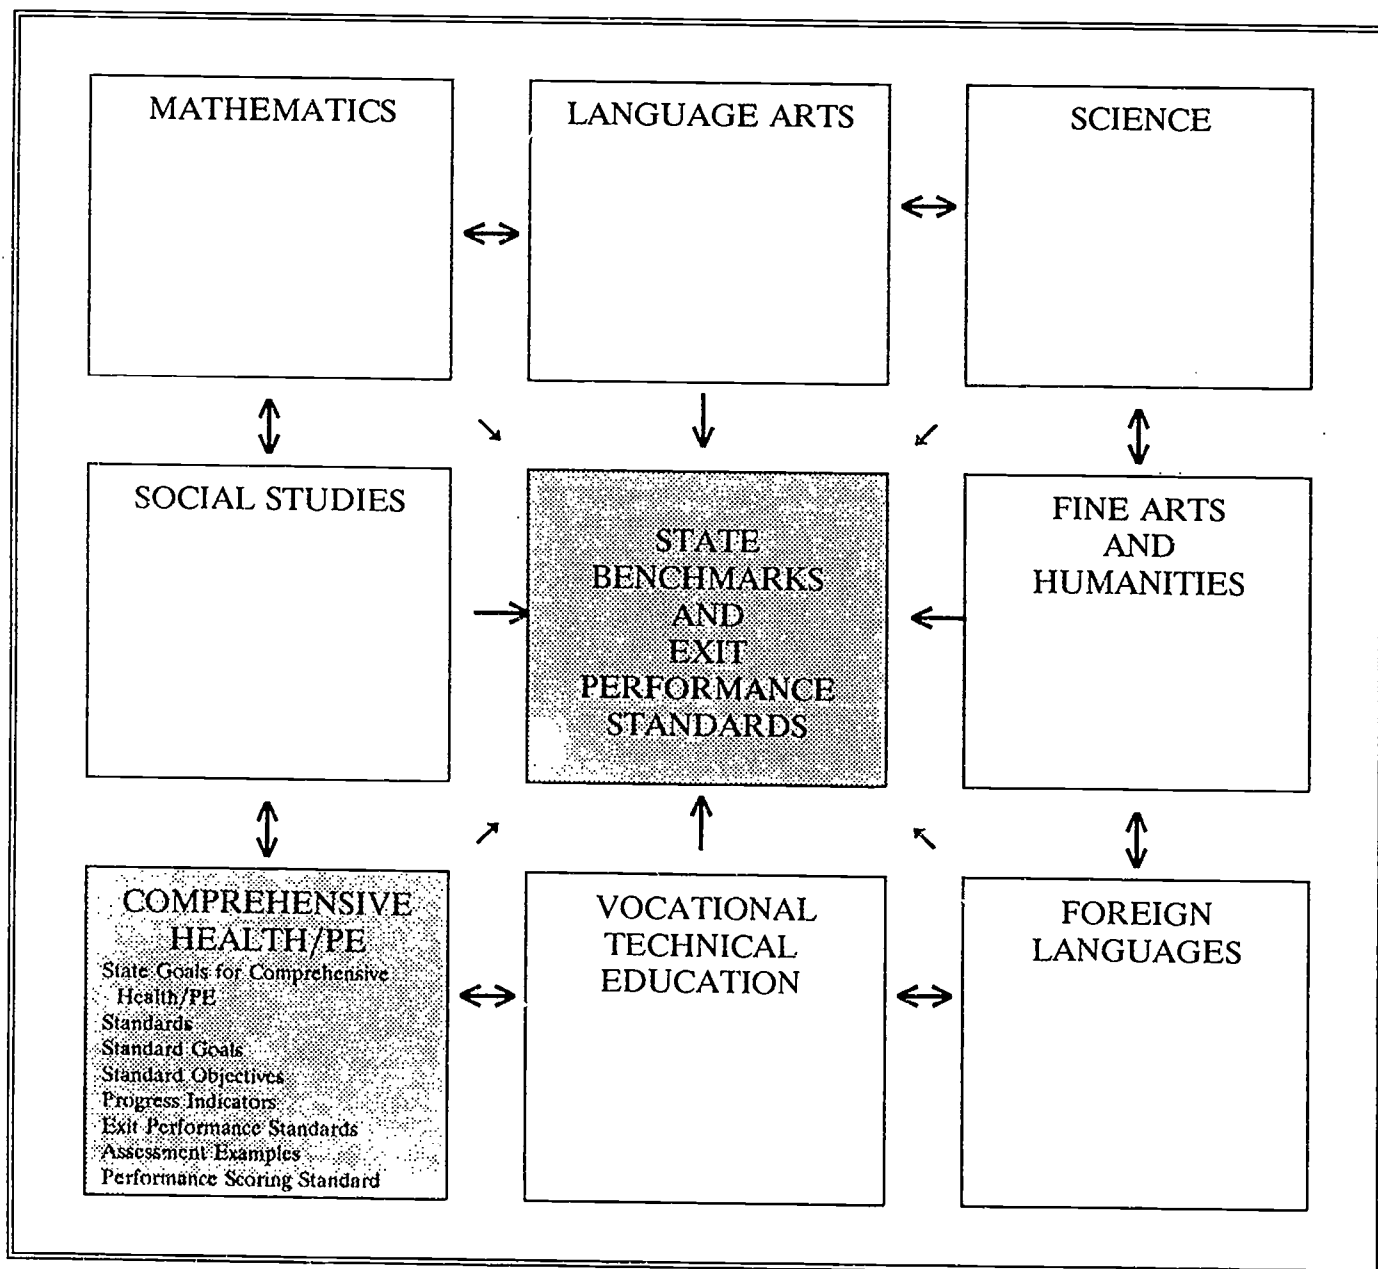 MATHEMATICS
LANGUAGE ARTS
SCIENCE
SOCIAL STUDIES
STATE
BENCHMARKS
AND
EXIT
PERFORMANCE
STANDARDS
FINE ARTS
AND
HUMANITIES
COMPREHENSIVE
HEALTH/PE
State Goals for Comprehensive
Health/PE
Standards
Standard Goals
Standard Objectives
Progress Indicators
Exit Performance Standards
Assessment Examples
Performance Scoring Standard
VOCATIONAL
TECHNICAL
EDUCATION
FOREIGN
LANGUAGES